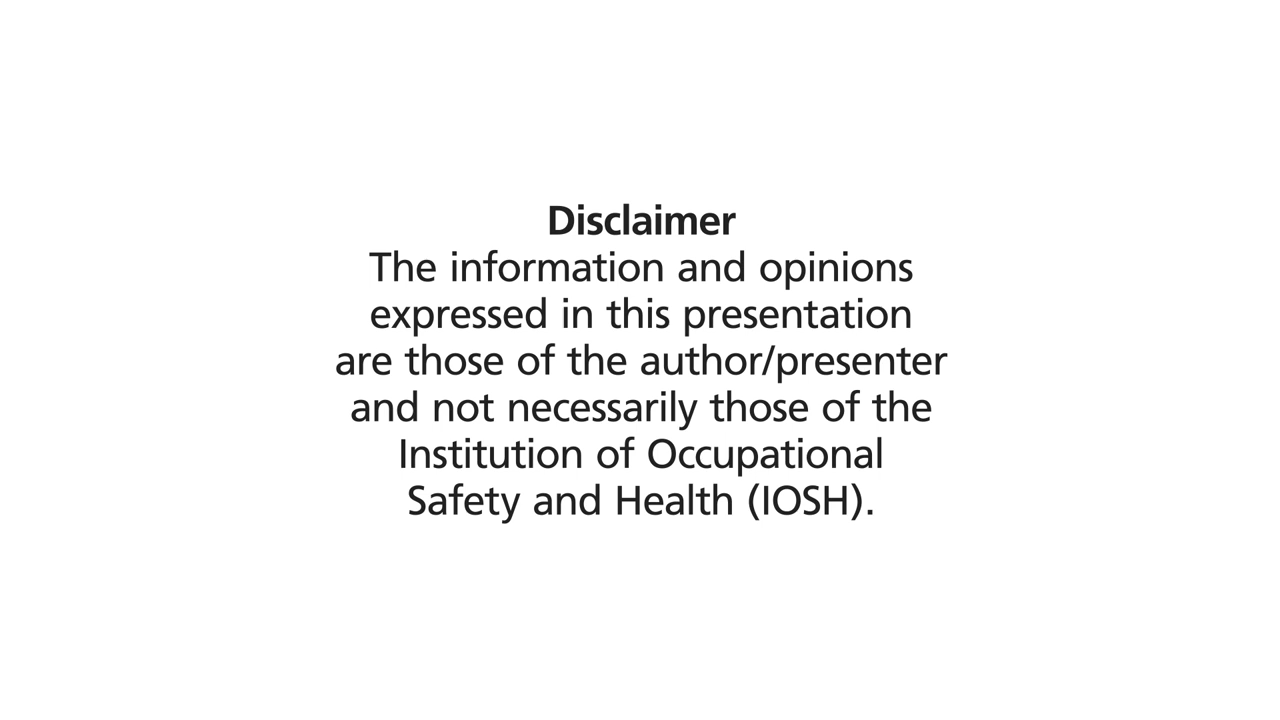 Disclaimer
The information and opinions
expressed in this presentation
are those of the author/presenter
and not necessarily those of the
Institution of Occupational
Safety and Health (IOSH).